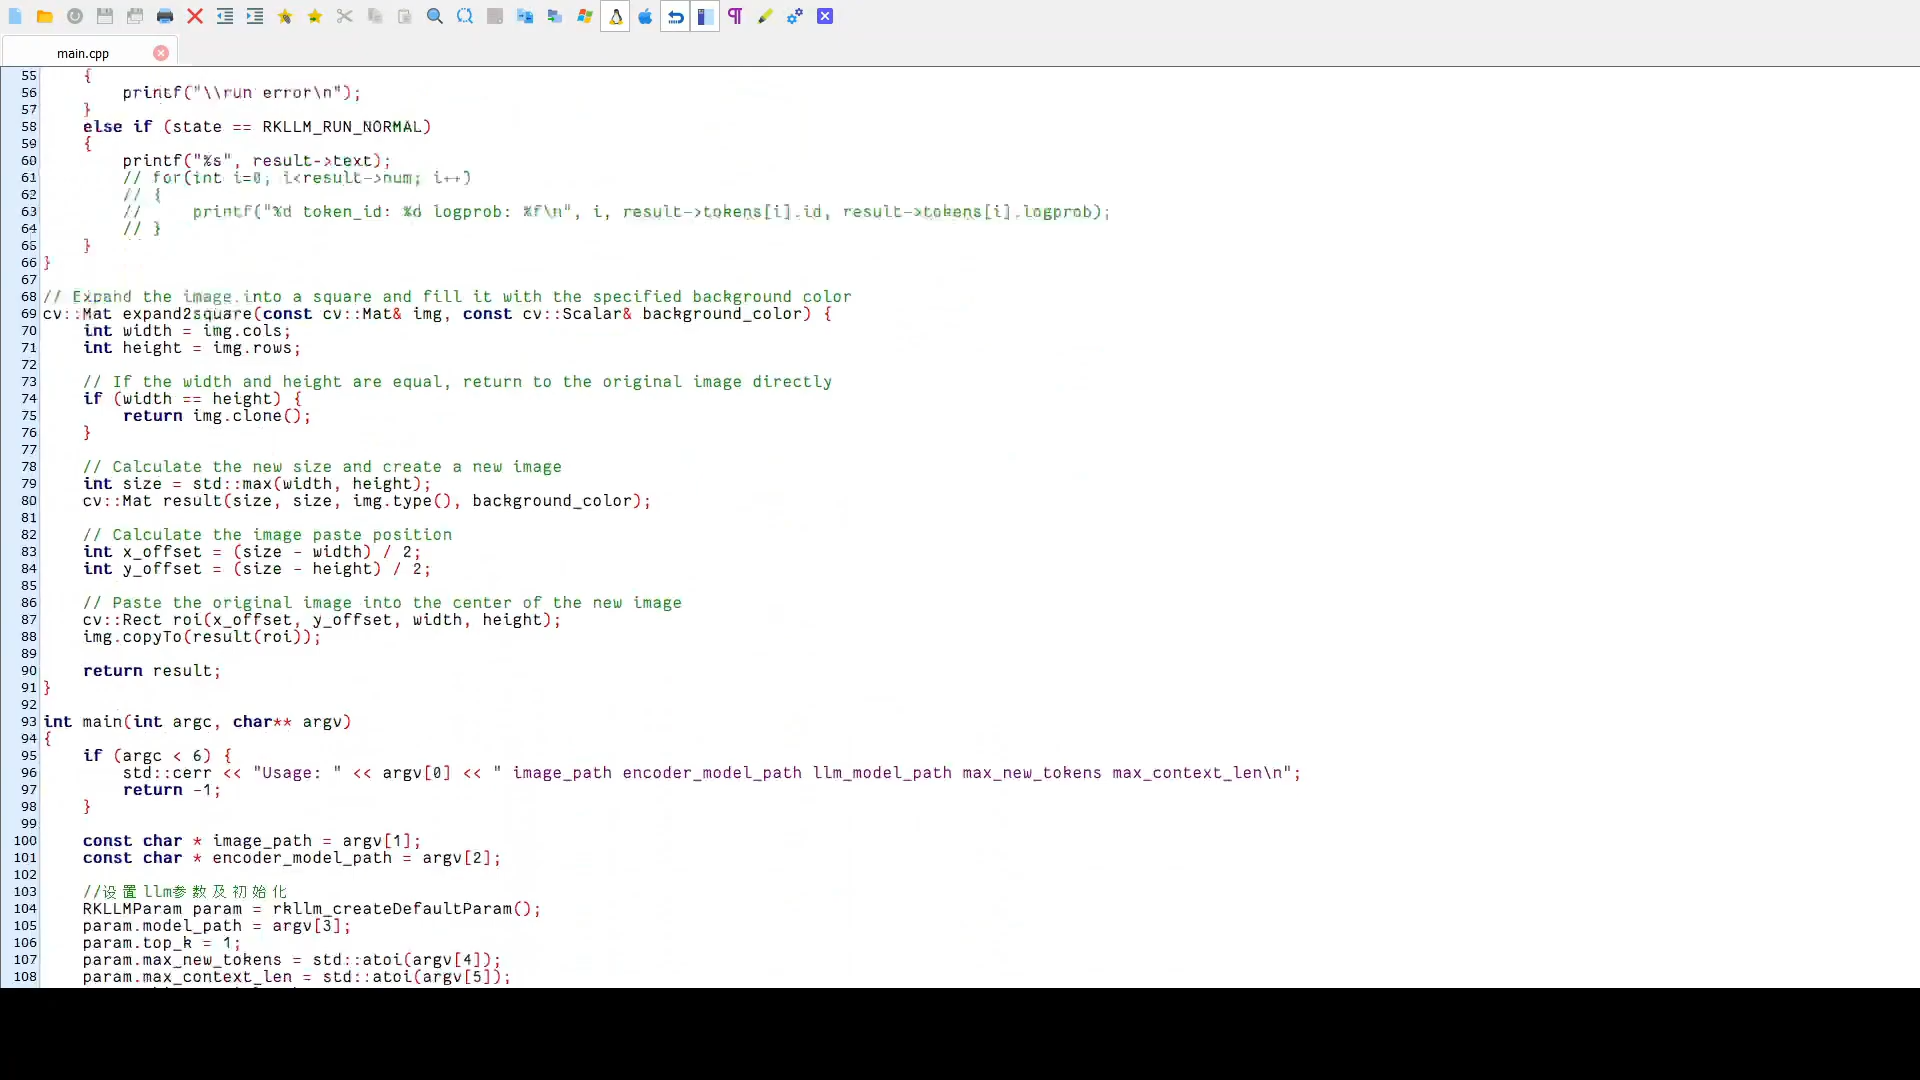 main.cpp
55 {
56 printf("\\run error\n");
57 }
58 else if (state == RKLLM_RUN_NORMAL)
59 {
60 printf("%s", result->text);
61 // for(int i=0; i<result->num; i++)
62 // {
63 // printf("%d token_id: %d logprob: %f\n", i, result->tokens[i].id, result->tokens[i].logprob);
64 // }
65 }
66 }
67
68 // Expand the image into a square and fill it with the specified background color
69 cv::Mat expand2square(const cv::Mat& img, const cv::Scalar& background_color) {
70 int width = img.cols;
71 int height = img.rows;
72
73 // If the width and height are equal, return to the original image directly
74 if (width == height) {
75 return img.clone();
76 }
77
78 // Calculate the new size and create a new image
79 int size = std::max(width, height);
80 cv::Mat result(size, size, img.type(), background_color);
81
82 // Calculate the image paste position
83 int x_offset = (size - width) / 2;
84 int y_offset = (size - height) / 2;
85
86 // Paste the original image into the center of the new image
87 cv::Rect roi(x_offset, y_offset, width, height);
88 img.copyTo(result(roi));
89
90 return result;
91 }
92
93 int main(int argc, char** argv)
94 {
95 if (argc < 6) {
96 std::cerr << "Usage: " << argv[0] << " image_path encoder_model_path llm_model_path max_new_tokens max_context_len\n";
97 return -1;
98 }
99
100 const char * image_path = argv[1];
101 const char * encoder_model_path = argv[2];
102
103 //设置llm参数及初始化
104 RKLLMParam param = rkllm_createDefaultParam();
105 param.model_path = argv[3];
106 param.top_k = 1;
107 param.max_new_tokens = std::atoi(argv[4]);
108 param.max_context_len = std::atoi(argv[5]);